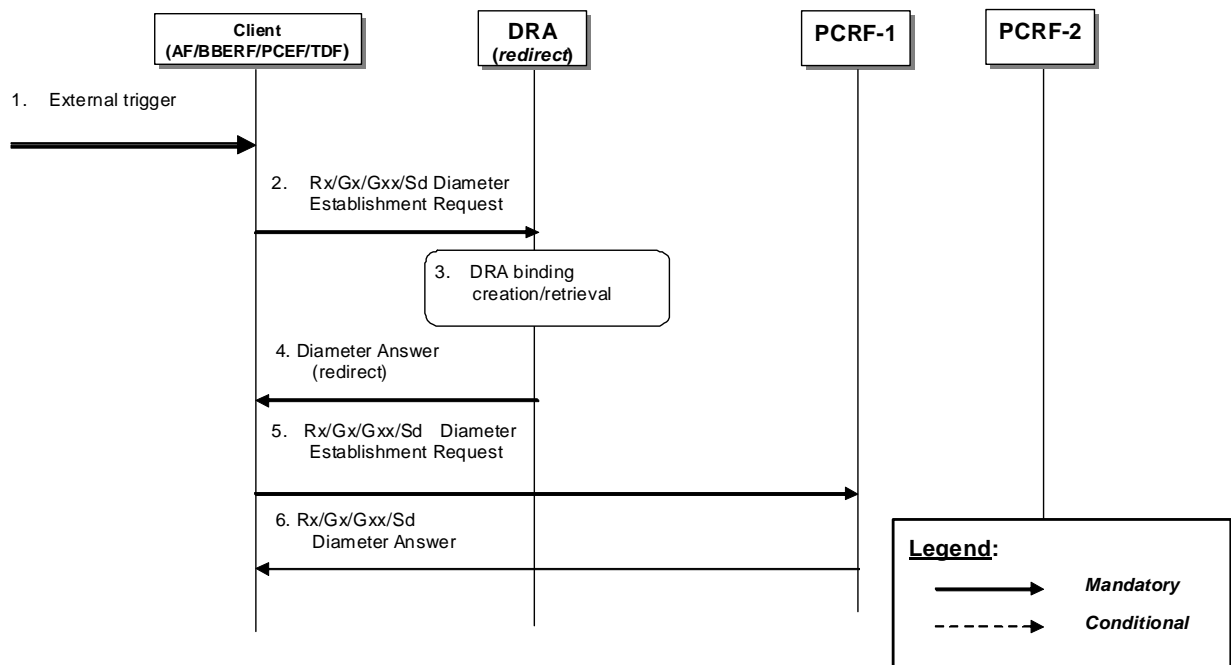 Client
(AF/BBERF/PCEF/TDF)
DRA
(redirect)
PCRF-1
PCRF-2
1. External trigger
2. Rx/Gx/Gxx/Sd Diameter
Establishment Request
3. DRA binding
creation/retrieval
4. Diameter Answer
(redirect)
5. Rx/Gx/Gxx/Sd Diameter
Establishment Request
6. Rx/Gx/Gxx/Sd
Diameter Answer
Legend:
Mandatory
Conditional